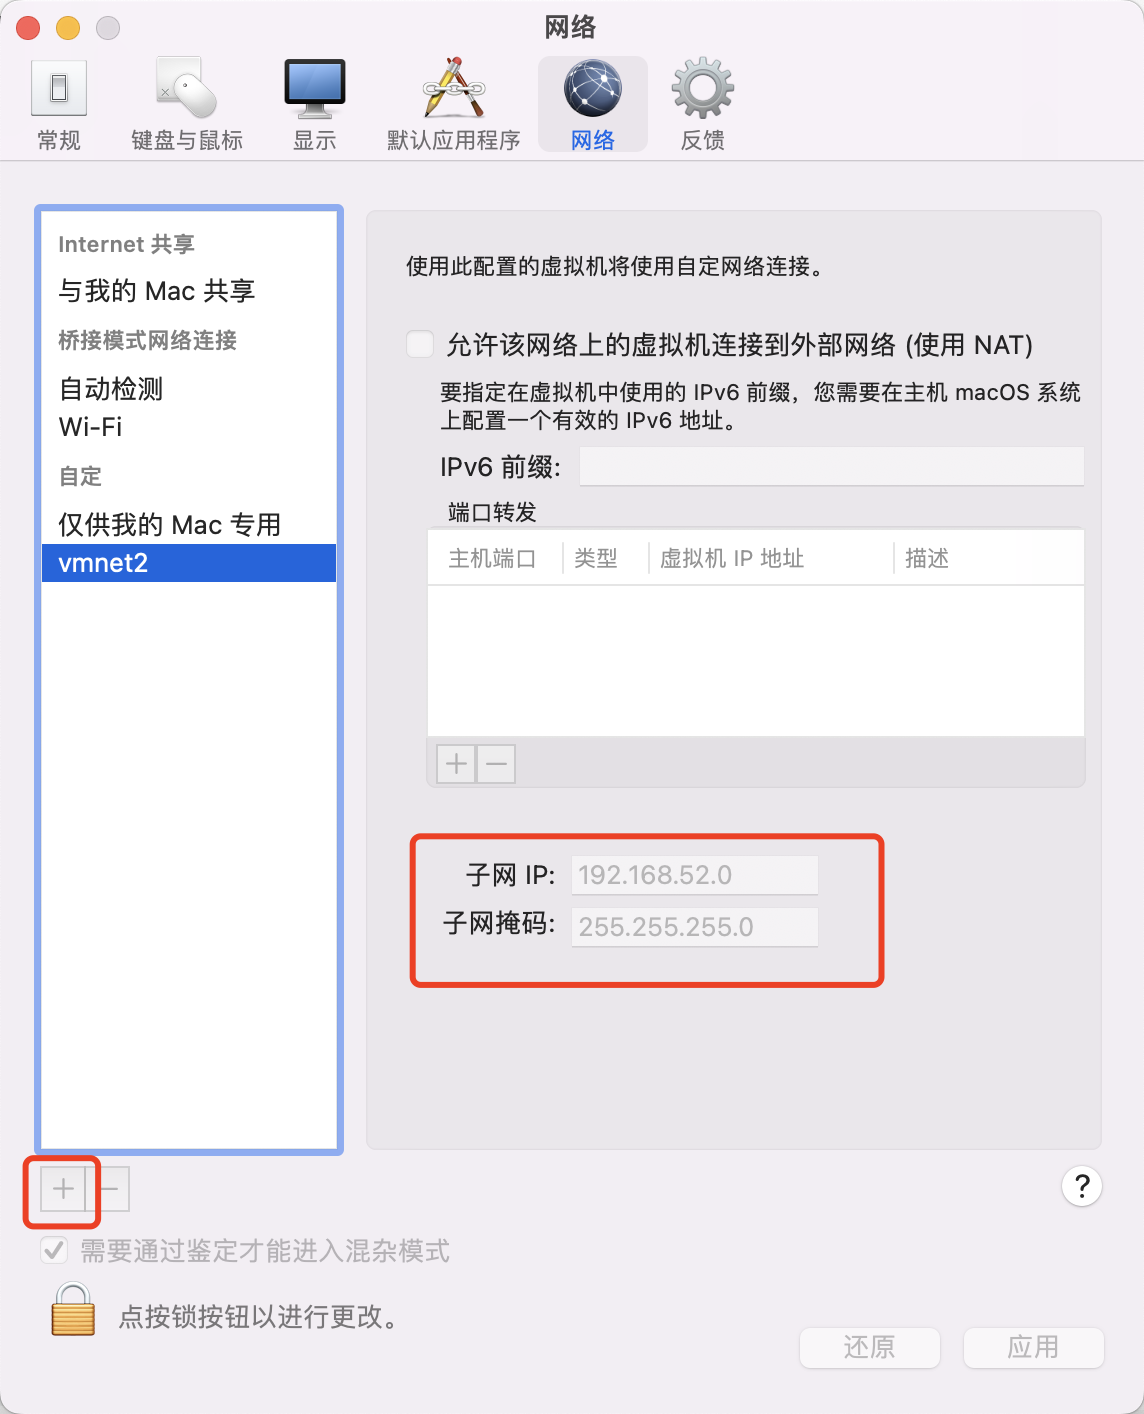 网络
常规
键盘与鼠标
显示
默认应用程序
网络
反馈
Internet 共享
与我的 Mac 共享
桥接模式网络连接
自动检测
Wi-Fi
自定
仅供我的 Mac 专用
vmnet2
使用此配置的虚拟机将使用自定网络连接。
允许该网络上的虚拟机连接到外部网络 (使用 NAT)
要指定在虚拟机中使用的 IPv6 前缀，您需要在主机 macOS 系统
上配置一个有效的 IPv6 地址。
IPv6 前缀:
端口转发
主机端口 类型 虚拟机 IP 地址 描述
子网 IP: 192.168.52.0
子网掩码: 255.255.255.0
?
需要通过鉴定才能进入混杂模式
点按锁按钮以进行更改。
还原 应用